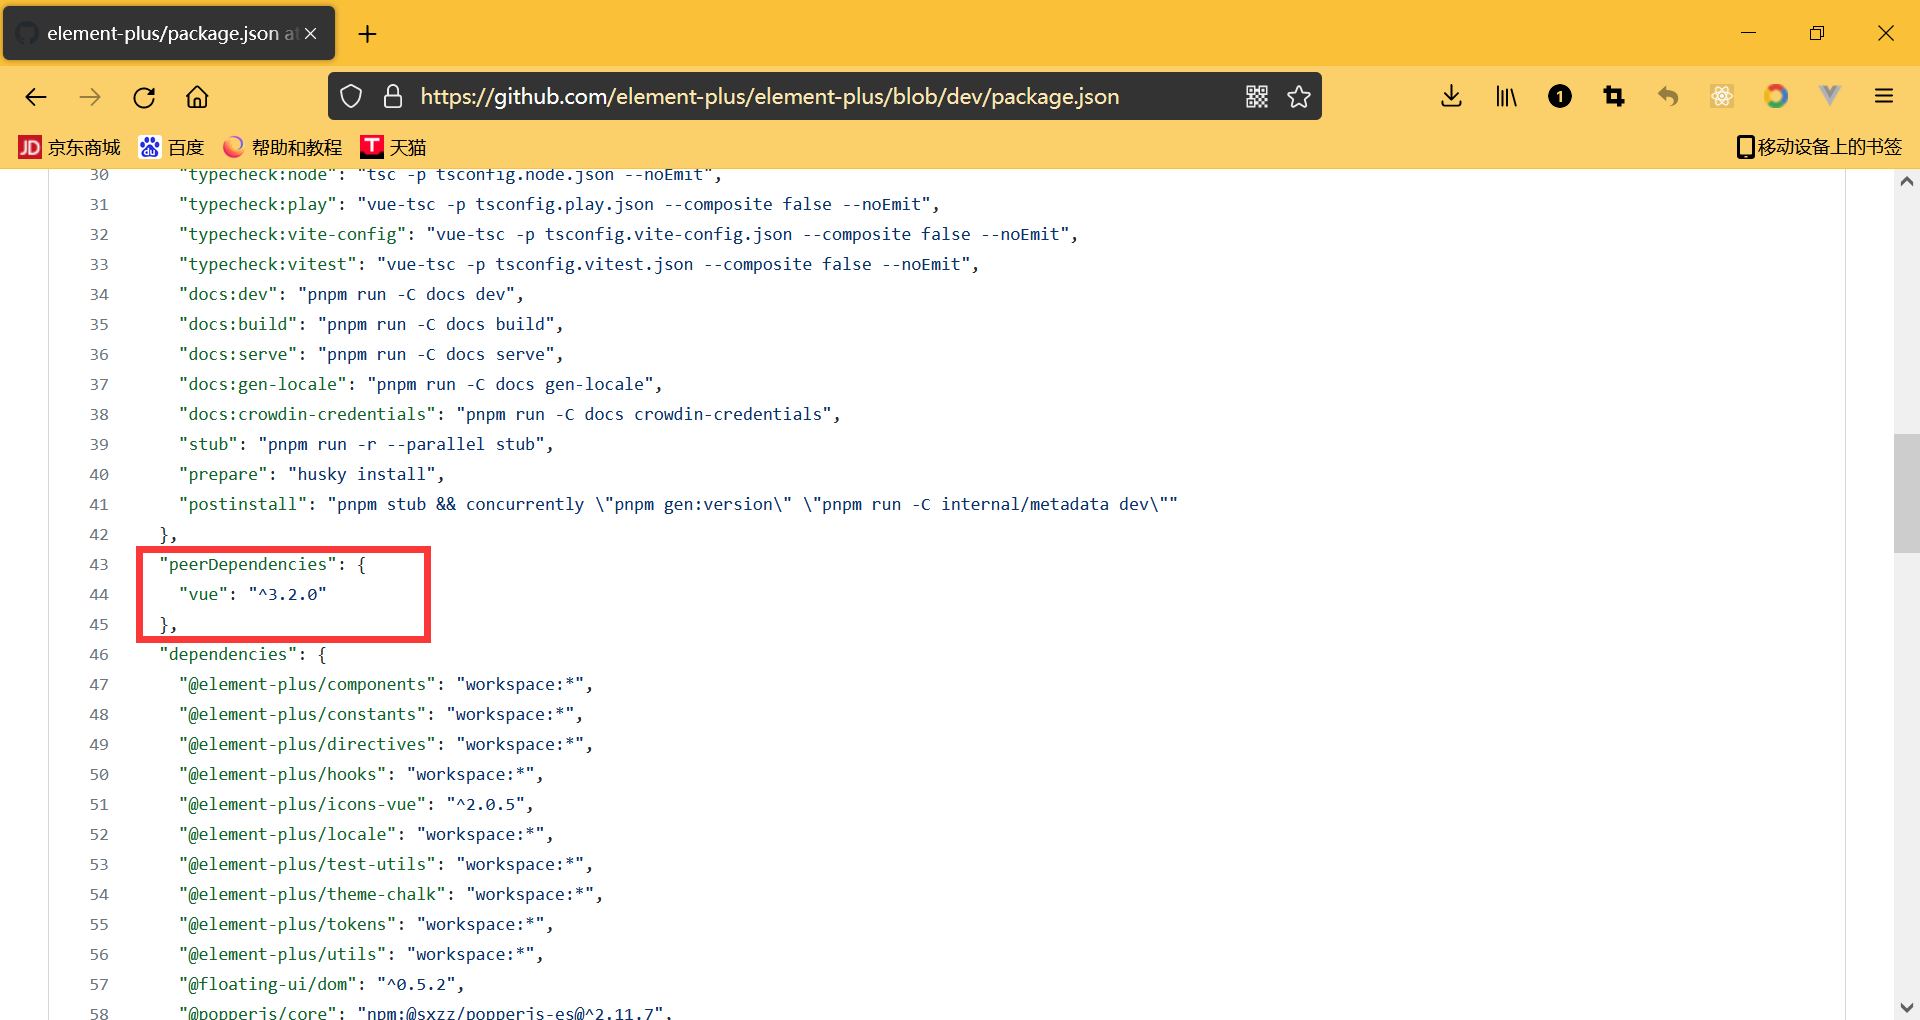 element-plus/package.json at
https://github.com/element-plus/element-plus/blob/dev/package.json
1
JD 京东商城 du 百度 帮助和教程 T 天猫 移动设备上的书签
30 "typecheck:node": "tsc -p tsconfig.node.json --noEmit",
31 "typecheck:play": "vue-tsc -p tsconfig.play.json --composite false --noEmit",
32 "typecheck:vite-config": "vue-tsc -p tsconfig.vite-config.json --composite false --noEmit",
33 "typecheck:vitest": "vue-tsc -p tsconfig.vitest.json --composite false --noEmit",
34 "docs:dev": "pnpm run -C docs dev",
35 "docs:build": "pnpm run -C docs build",
36 "docs:serve": "pnpm run -C docs serve",
37 "docs:gen-locale": "pnpm run -C docs gen-locale",
38 "docs:crowdin-credentials": "pnpm run -C docs crowdin-credentials",
39 "stub": "pnpm run -r --parallel stub",
40 "prepare": "husky install",
41 "postinstall": "pnpm stub && concurrently \"pnpm gen:version\" \"pnpm run -C internal/metadata dev\""
42 },
43 "peerDependencies": {
44 "vue": "^3.2.0"
45 },
46 "dependencies": {
47 "@element-plus/components": "workspace:*",
48 "@element-plus/constants": "workspace:*",
49 "@element-plus/directives": "workspace:*",
50 "@element-plus/hooks": "workspace:*",
51 "@element-plus/icons-vue": "^2.0.5",
52 "@element-plus/locale": "workspace:*",
53 "@element-plus/test-utils": "workspace:*",
54 "@element-plus/theme-chalk": "workspace:*",
55 "@element-plus/tokens": "workspace:*",
56 "@element-plus/utils": "workspace:*",
57 "@floating-ui/dom": "^0.5.2",
58 "@popperjs/core": "npm:@sxzz/popperjs-es@^2.11.7",